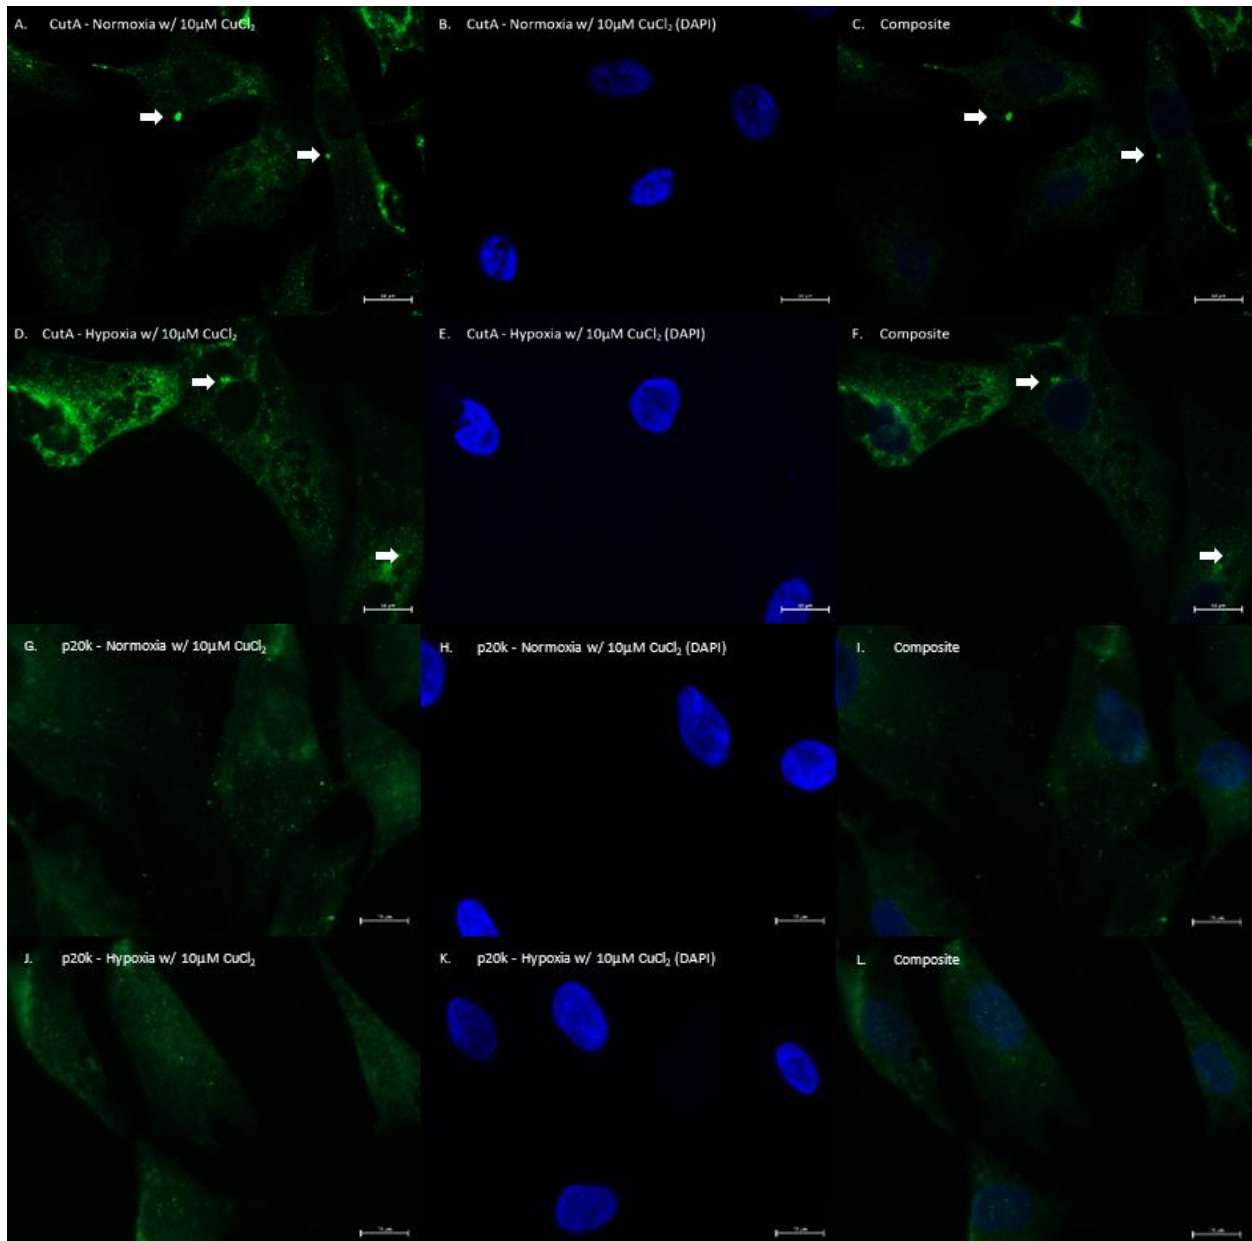 A. CutA - Normoxia w/ 10µM CuCl₂
B. CutA - Normoxia w/ 10µM CuCl₂ (DAPI)
C. Composite
D. CutA - Hypoxia w/ 10µM CuCl₂
E. CutA - Hypoxia w/ 10µM CuCl₂ (DAPI)
F. Composite
G. p20k - Normoxia w/ 10µM CuCl₂
H. p20k - Normoxia w/ 10µM CuCl₂ (DAPI)
I. Composite
J. p20k - Hypoxia w/ 10µM CuCl₂
K. p20k - Hypoxia w/ 10µM CuCl₂ (DAPI)
L. Composite